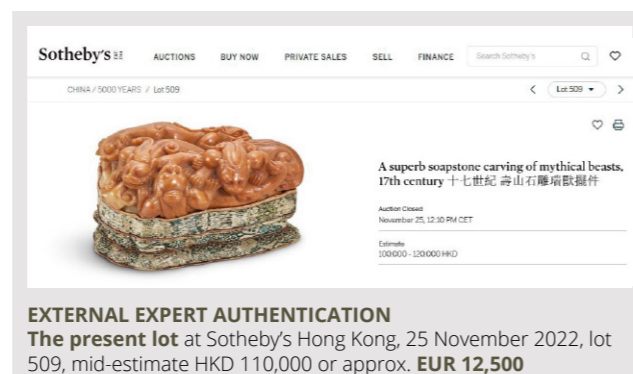 Sotheby's EST. 1744
AUCTIONS BUY NOW PRIVATE SALES SELL FINANCE Search Sotheby's
CHINA / 5000 YEARS / Lot 509 Lot 509
A superb soapstone carving of mythical beasts,
17th century 十七世紀 壽山石雕瑞獸擺件
Auction Closed
November 25, 12:10 PM CET
Estimate
100,000 - 120,000 HKD
EXTERNAL EXPERT AUTHENTICATION
The present lot at Sotheby's Hong Kong, 25 November 2022, lot
509, mid-estimate HKD 110,000 or approx. EUR 12,500